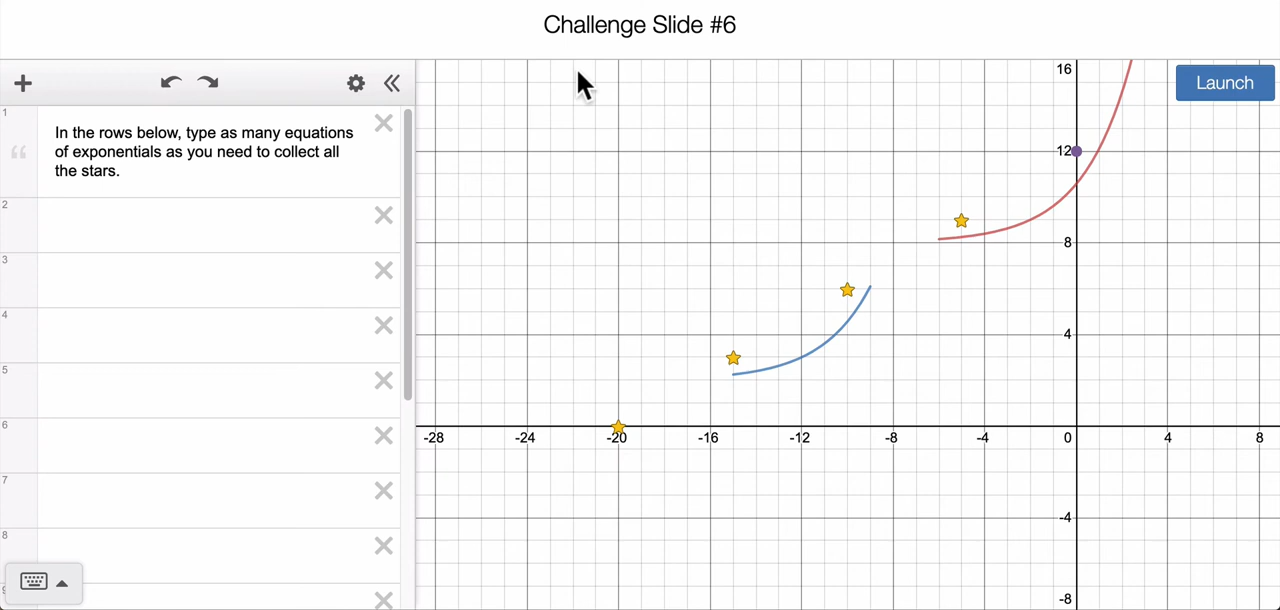 Challenge Slide #6
Launch
1
In the rows below, type as many equations
of exponentials as you need to collect all
the stars.
2
3
4
5
6
7
8
16
12
8
4
-28 -24 -20 -16 -12 -8 -4 0 4 8
-4
-8